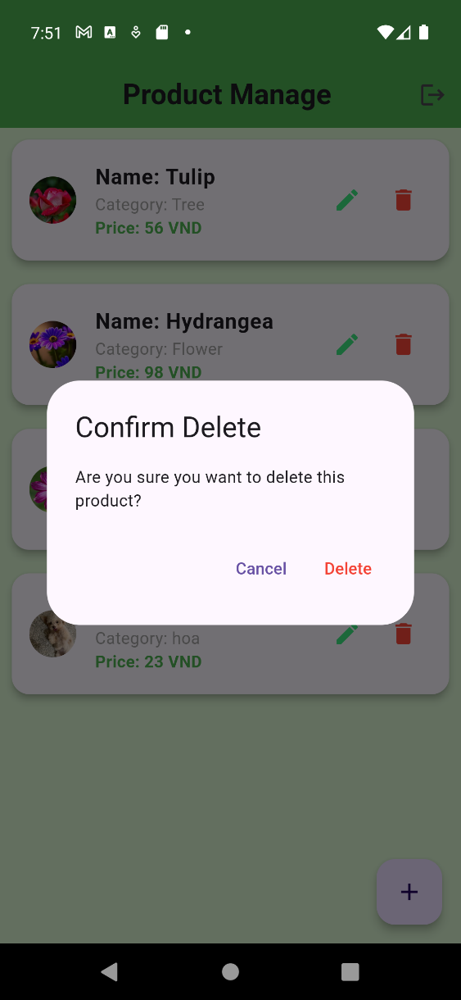 7:51
Product Manage
Name: Tulip
Category: Tree
Price: 56 VND
Name: Hydrangea
Category: Flower
Price: 98 VND
Confirm Delete
Are you sure you want to delete this
product?
Cancel
Delete
Category: hoa
Price: 23 VND